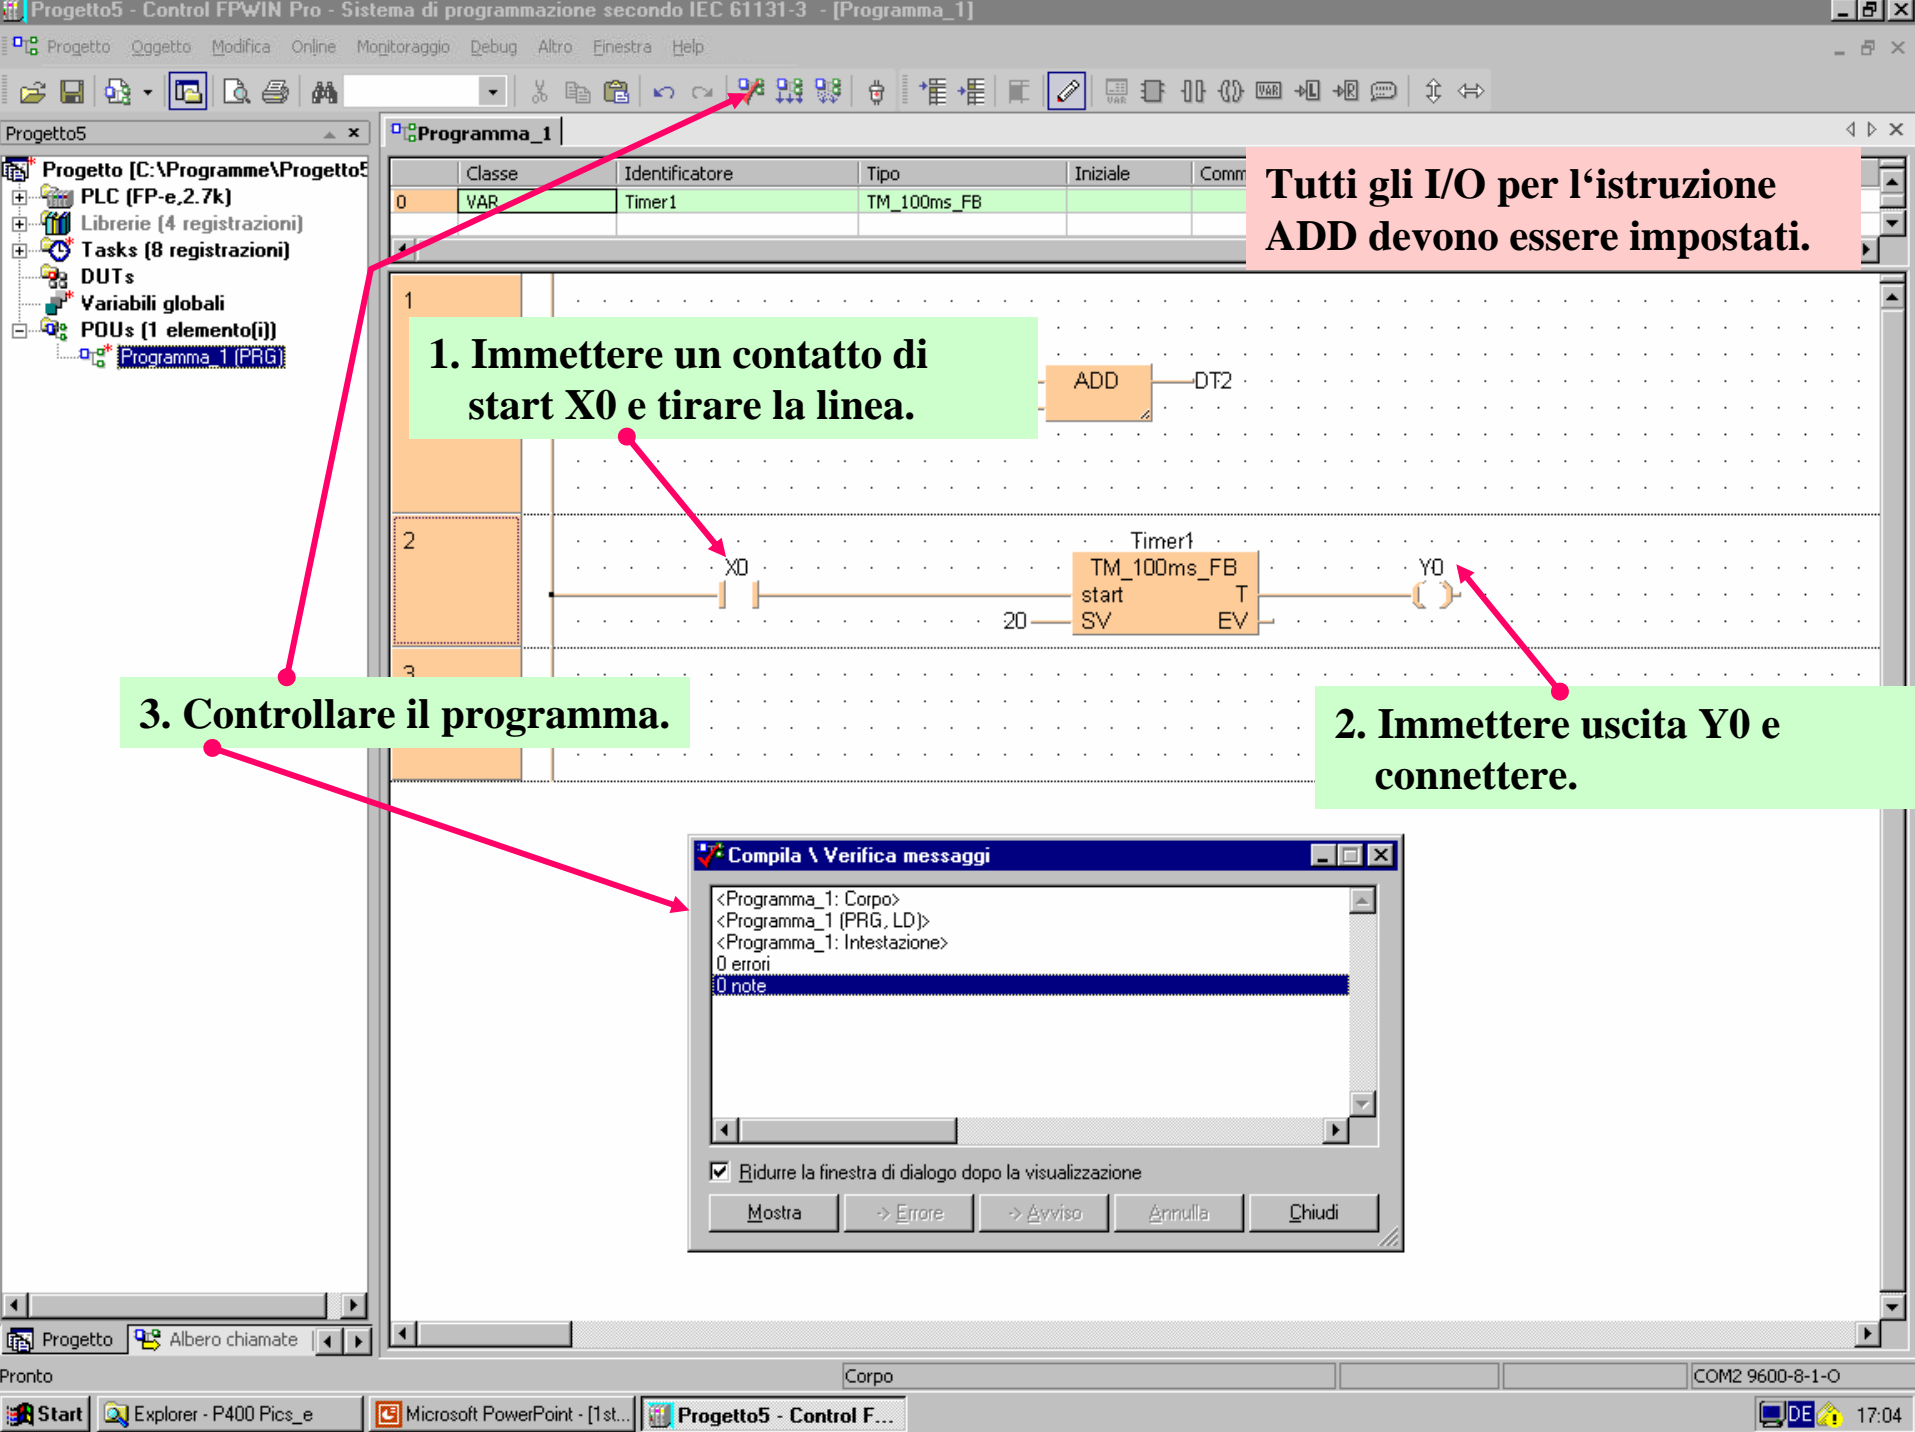 Progetto5 - Control FPWIN Pro - Sistema di programmazione secondo IEC 61131-3 - [Programma_1]
Progetto Oggetto Modifica Online Monitoraggio Debug Altro Finestra Help
Progetto5
Progetto [C:\Programme\Progetto5
PLC (FP-e,2.7k)
Librerie (4 registrazioni)
Tasks (8 registrazioni)
DUTs
Variabili globali
POUs (1 elemento(i))
Programma_1 (PRG)
Programma_1
Classe Identificatore Tipo Iniziale Comm
0 VAR Timer1 TM_100ms_FB
Tutti gli I/O per l‘istruzione
ADD devono essere impostati.
1
1. Immettere un contatto di
start X0 e tirare la linea.
ADD DT2
2
Timer1
X0 TM_100ms_FB Y0
start T
20 SV EV
3
3. Controllare il programma.
2. Immettere uscita Y0 e
connettere.
Compila \ Verifica messaggi
<Programma_1: Corpo>
<Programma_1 (PRG, LD)>
<Programma_1: Intestazione>
0 errori
0 note
Ridurre la finestra di dialogo dopo la visualizzazione
Mostra -> Errore -> Avviso Annulla Chiudi
Progetto Albero chiamate
Pronto Corpo COM2 9600-8-1-O
Start Explorer - P400 Pics_e Microsoft PowerPoint - [1st... Progetto5 - Control F... DE 17:04